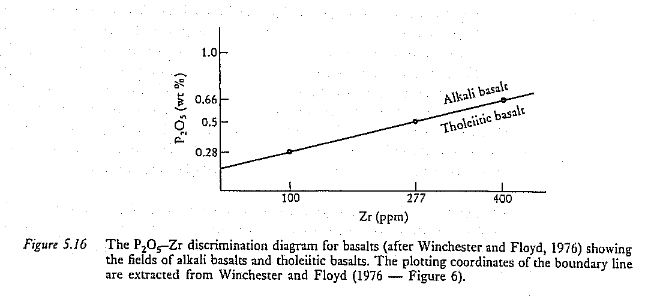 1.0
Alkali basalt
0.66
P₂O₅ (wt %)
0.5
Tholeiitic basalt
0.28
100 277 400
Zr (ppm)
Figure 5.16 The P₂O₅–Zr discrimination diagram for basalts (after Winchester and Floyd, 1976) showing
the fields of alkali basalts and tholeiitic basalts. The plotting coordinates of the boundary line
are extracted from Winchester and Floyd (1976 — Figure 6).